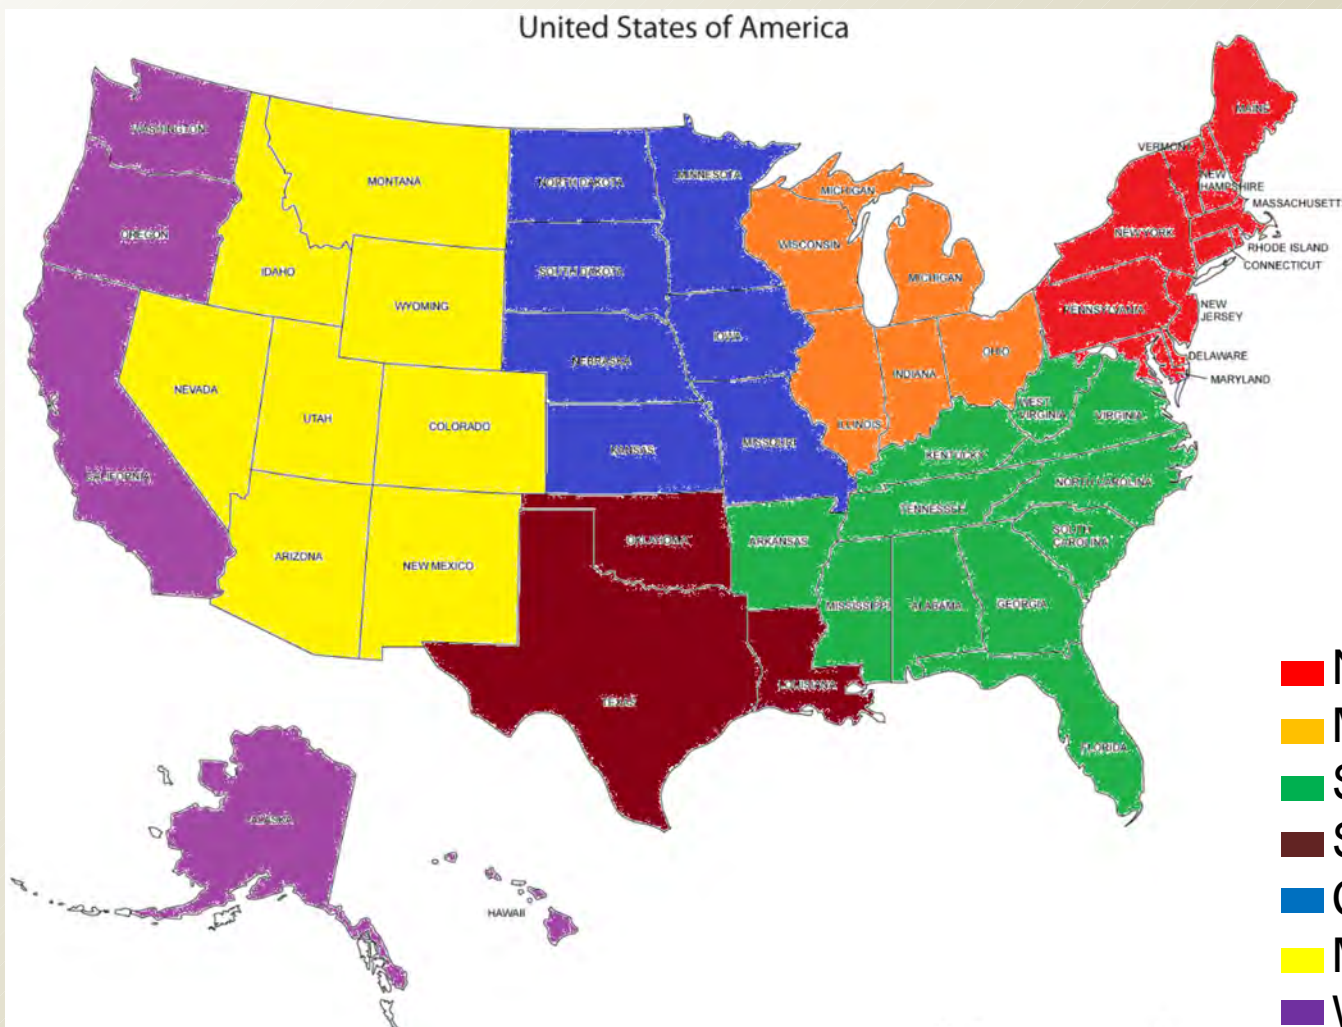 United States of America
MAINE
WASHINGTON
VERMONT
MONTANA
NORTH DAKOTA
MINNESOTA
NEW
HAMPSHIRE
MICHIGAN
MASSACHUSETT
OREGON
NEW YORK
WISCONSIN
RHODE ISLAND
IDAHO
SOUTH DAKOTA
CONNECTICUT
MICHIGAN
WYOMING
PENNSYLVANIA
NEW
JERSEY
IOWA
OHIO
DELAWARE
NEBRASKA
INDIANA
MARYLAND
NEVADA
UTAH
COLORADO
WEST
VIRGINIA
VIRGINIA
ILLINOIS
MISSOURI
KANSAS
KENTUCKY
CALIFORNIA
NORTH CAROLINA
TENNESSEE
SOUTH
CAROLINA
ARIZONA
NEW MEXICO
OKLAHOMA
ARKANSAS
MISSISSIPPI
ALABAMA
GEORGIA
LOUISIANA
TEXAS
FLORIDA
ALASKA
HAWAII
N
M
S
S
C
M
W